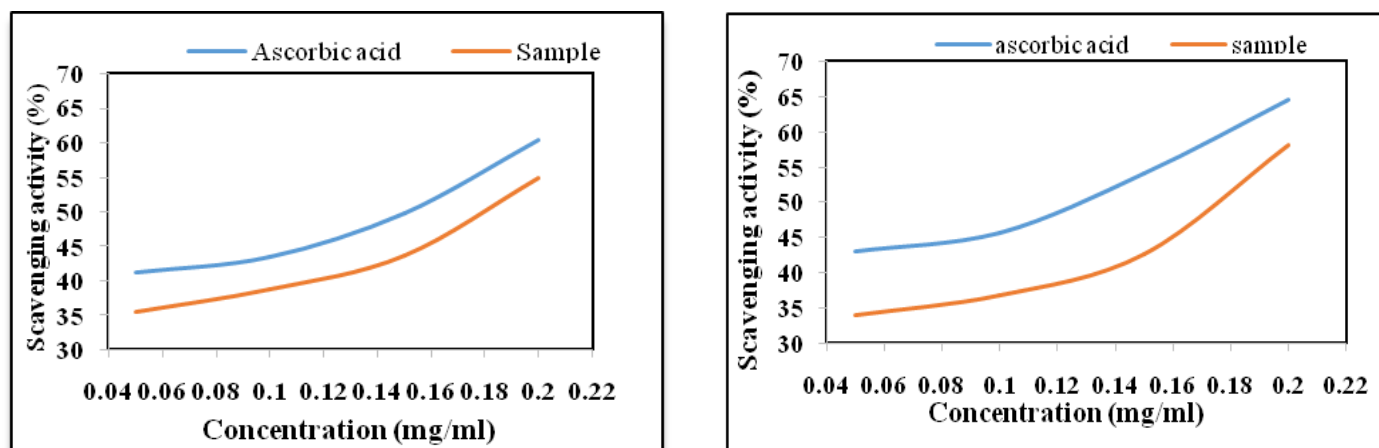 Ascorbic acid Sample
Scavenging activity (%)
70
65
60
55
50
45
40
35
30
0.04 0.06 0.08 0.1 0.12 0.14 0.16 0.18 0.2 0.22
Concentration (mg/ml)
ascorbic acid sample
Scavenging activity (%)
70
65
60
55
50
45
40
35
30
0.04 0.06 0.08 0.1 0.12 0.14 0.16 0.18 0.2 0.22
Concentration (mg/ml)